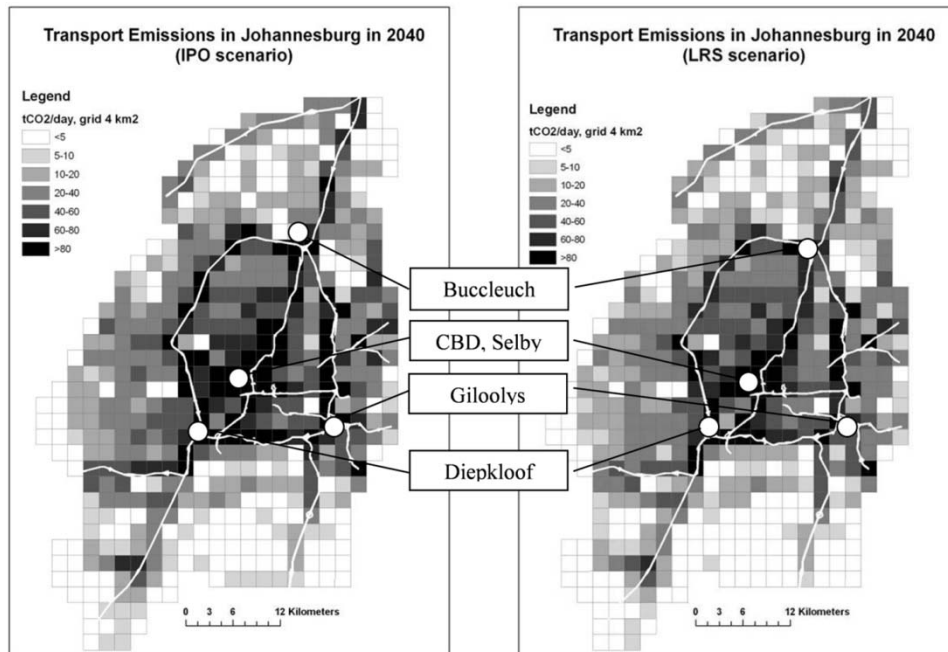 Transport Emissions in Johannesburg in 2040
(IPO scenario)
Legend
tCO2/day, grid 4 km2
<5
5-10
10-20
20-40
40-60
60-80
>80
0 3 6 12 Kilometers
Transport Emissions in Johannesburg in 2040
(LRS scenario)
Legend
tCO2/day, grid 4 km2
<5
5-10
10-20
20-40
40-60
60-80
>80
0 3 6 12 Kilometers
Buccleuch
CBD, Selby
Giloolys
Diepkloof